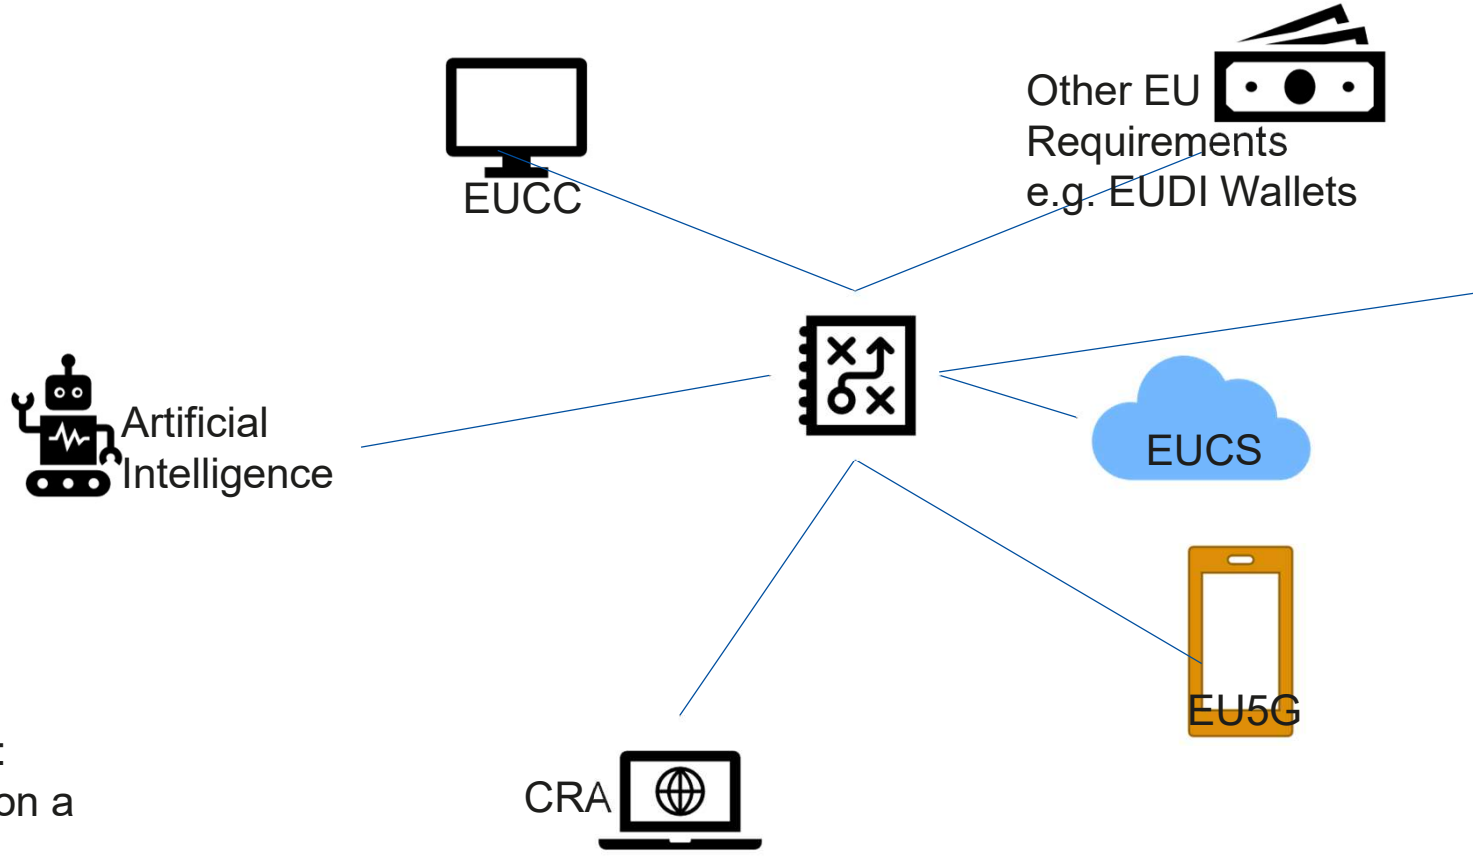 Other EU
Requirements
e.g. EUDI Wallets
EUCC
Artificial
Intelligence
EUCS
EU5G
:
on a
CRA